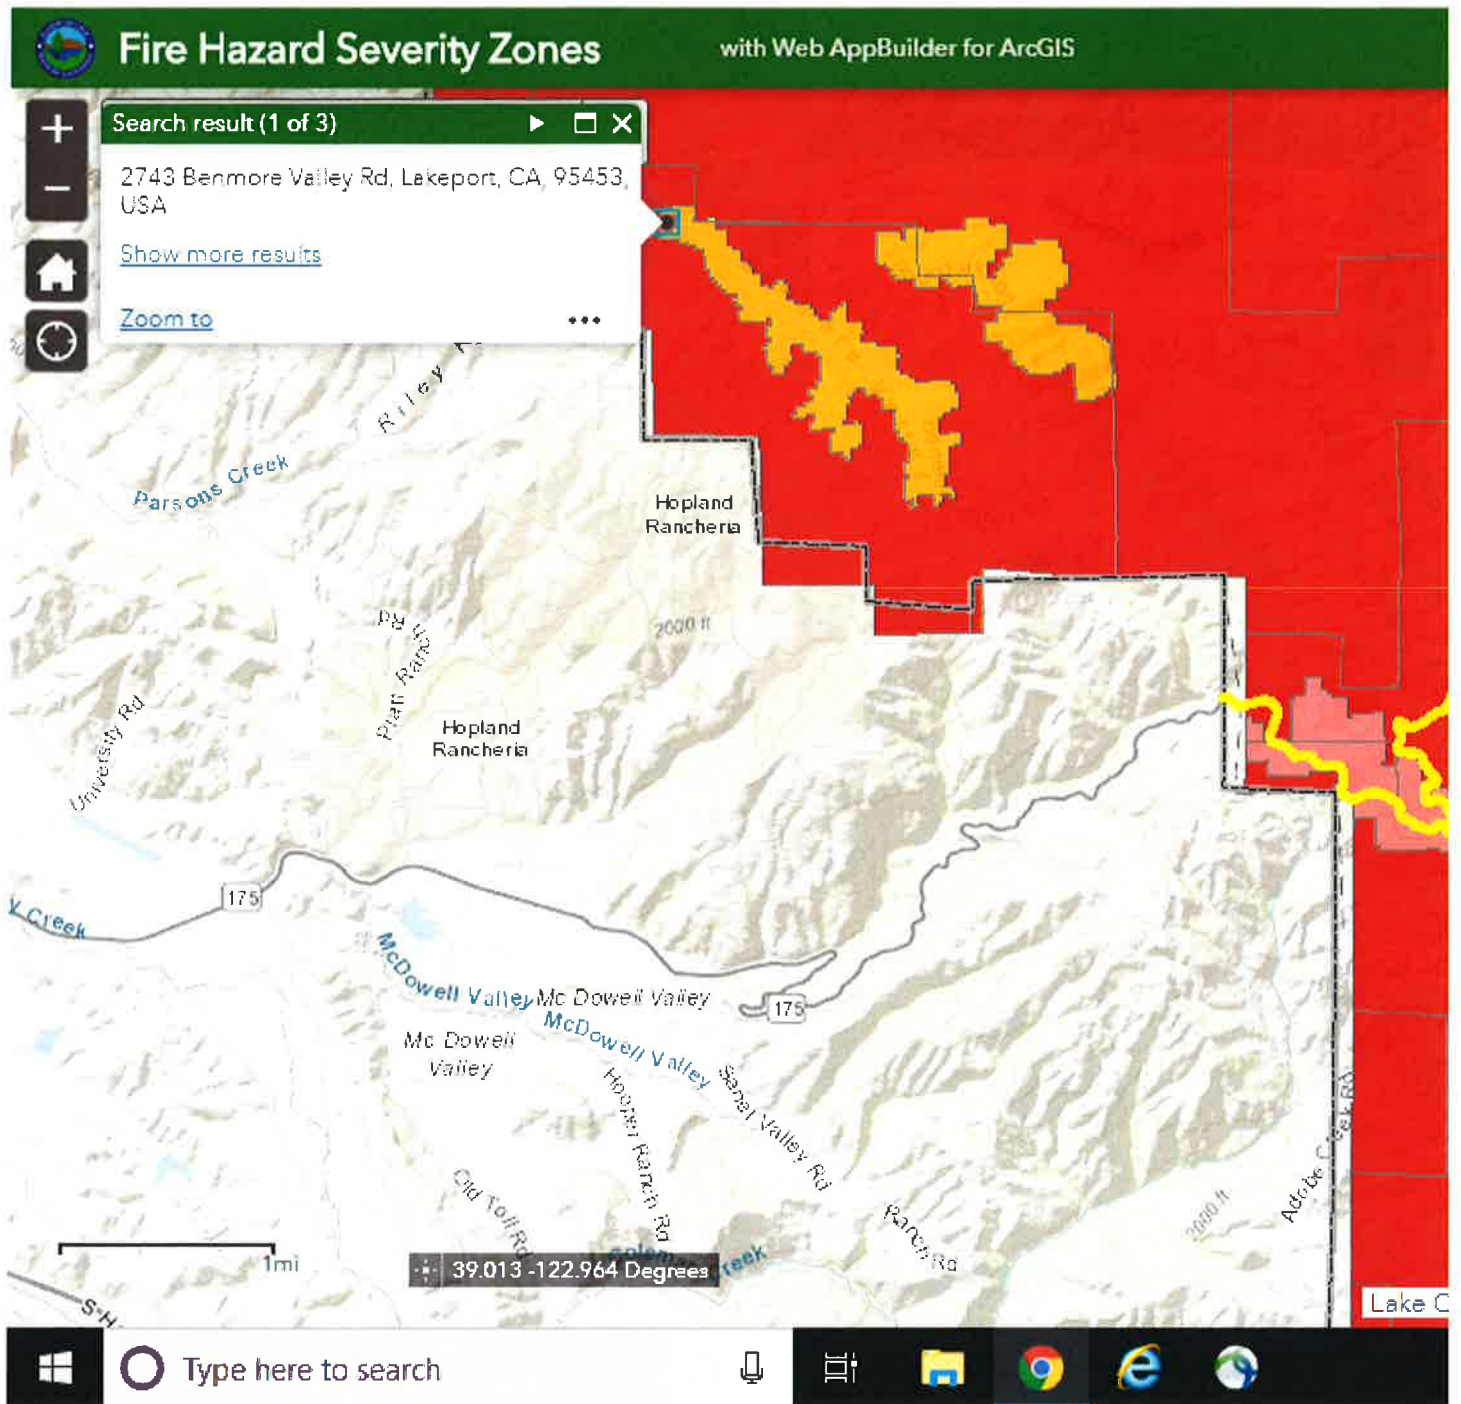 Fire Hazard Severity Zones
with Web AppBuilder for ArcGIS
Search result (1 of 3)
2743 Benmore Valley Rd, Lakeport, CA, 95453,
USA
Show more results
Zoom to
Riley
Parsons Creek
Hopland
Rancheria
2000 ft
Platt Ranch Rd
University Rd
Hopland
Rancheria
175
Creek
McDowell Valley
Mc Dowell Valley
175
McDowell Valley
Mc Dowell
Valley
Hooper Ranch Rd
Sanel Valley Rd
Old Toll Rd
Ranch Rd
2000 ft
Adobe Creek Rd
1mi
39.013 -122.964 Degrees
Lake C
Type here to search